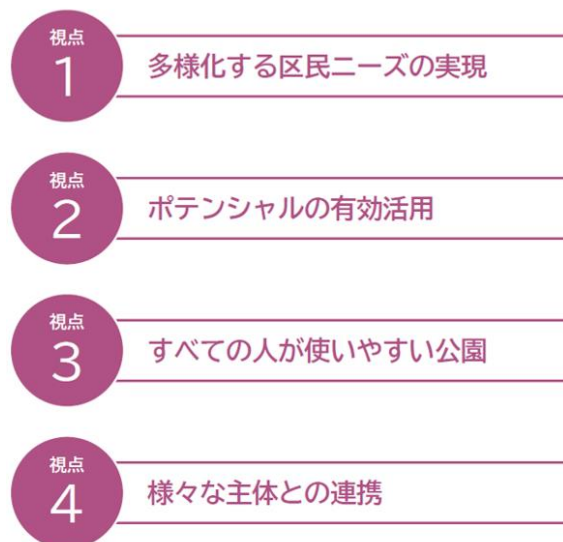 視点
1
多様化する区民ニーズの実現
視点
2
ポテンシャルの有効活用
視点
3
すべての人が使いやすい公園
視点
4
様々な主体との連携